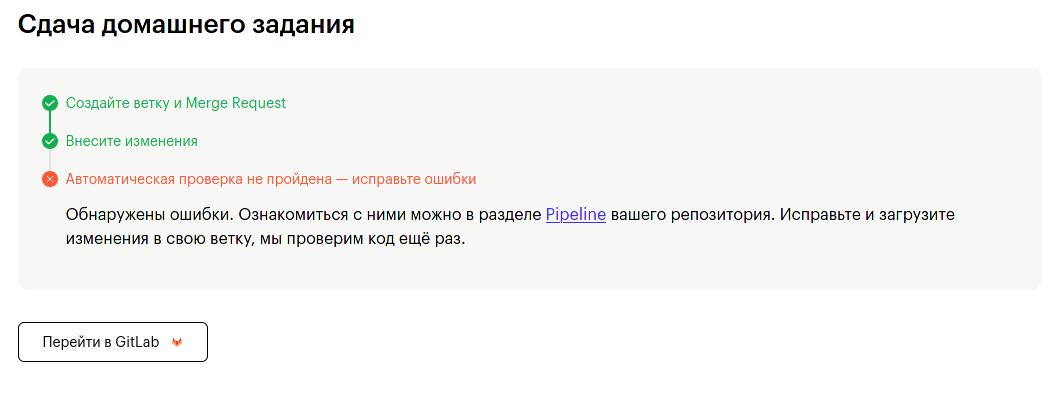 Сдача домашнего задания
Создайте ветку и Merge Request
Внесите изменения
Автоматическая проверка не пройдена — исправьте ошибки
Обнаружены ошибки. Ознакомиться с ними можно в разделе Pipeline вашего репозитория. Исправьте и загрузите
изменения в свою ветку, мы проверим код ещё раз.
Перейти в GitLab